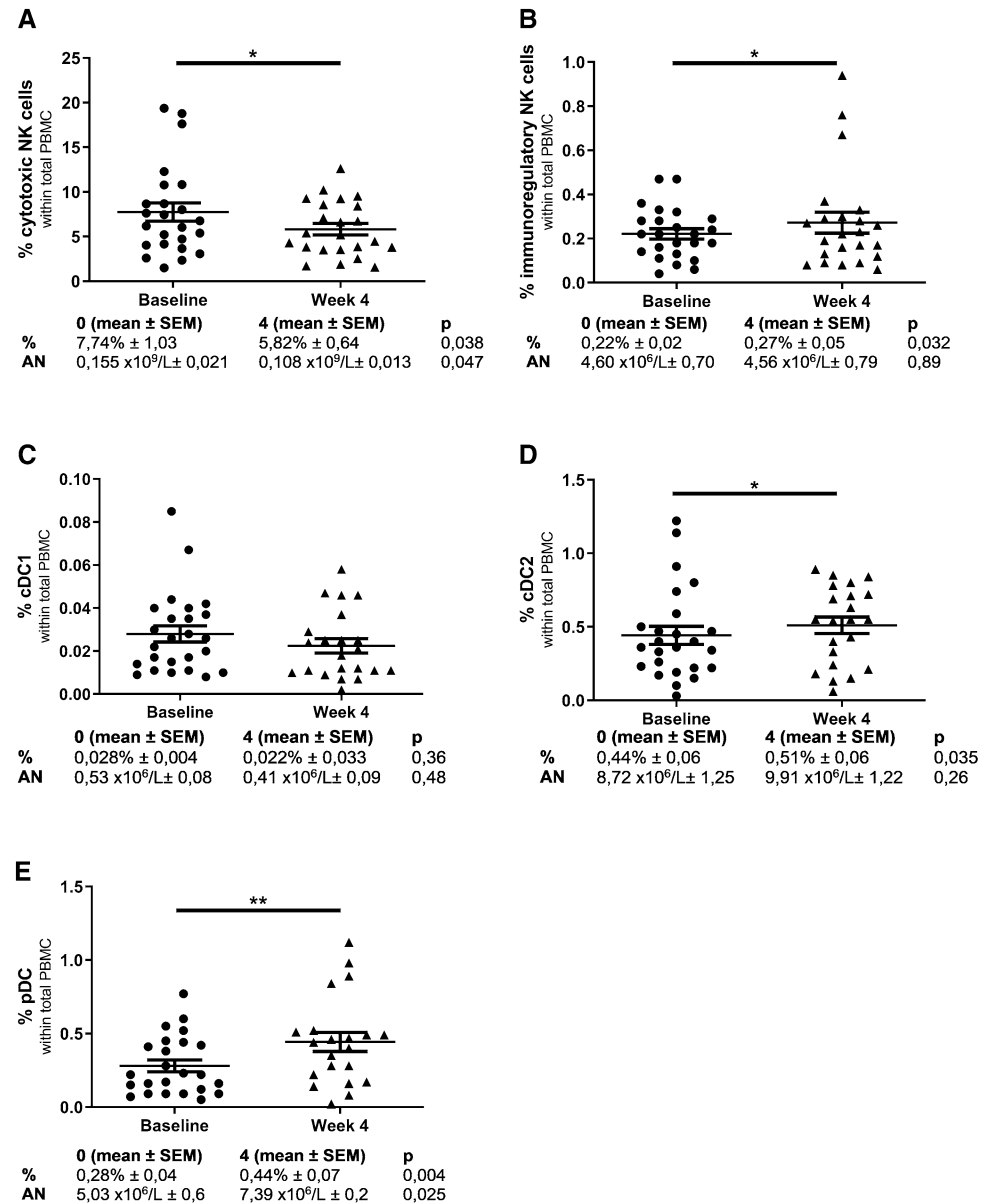 A
*
% cytotoxic NK cells
within total PBMC
25
20
15
10
5
0
Baseline Week 4
0 (mean ± SEM) 4 (mean ± SEM) p
% 7,74% ± 1,03 5,82% ± 0,64 0,038
AN 0,155 x10⁹/L± 0,021 0,108 x10⁹/L± 0,013 0,047
B
*
% immunoregulatory NK cells
within total PBMC
1.0
0.8
0.6
0.4
0.2
0.0
Baseline Week 4
0 (mean ± SEM) 4 (mean ± SEM) p
% 0,22% ± 0,02 0,27% ± 0,05 0,032
AN 4,60 x10⁶/L± 0,70 4,56 x10⁶/L± 0,79 0,89
C
% cDC1
within total PBMC
0.10
0.08
0.06
0.04
0.02
0.00
Baseline Week 4
0 (mean ± SEM) 4 (mean ± SEM) p
% 0,028% ± 0,004 0,022% ± 0,033 0,36
AN 0,53 x10⁶/L± 0,08 0,41 x10⁶/L± 0,09 0,48
D
*
% cDC2
within total PBMC
1.5
1.0
0.5
0.0
Baseline Week 4
0 (mean ± SEM) 4 (mean ± SEM) p
% 0,44% ± 0,06 0,51% ± 0,06 0,035
AN 8,72 x10⁶/L± 1,25 9,91 x10⁶/L± 1,22 0,26
E
**
% pDC
within total PBMC
1.5
1.0
0.5
0.0
Baseline Week 4
0 (mean ± SEM) 4 (mean ± SEM) p
% 0,28% ± 0,04 0,44% ± 0,07 0,004
AN 5,03 x10⁶/L ± 0,6 7,39 x10⁶/L ± 0,2 0,025